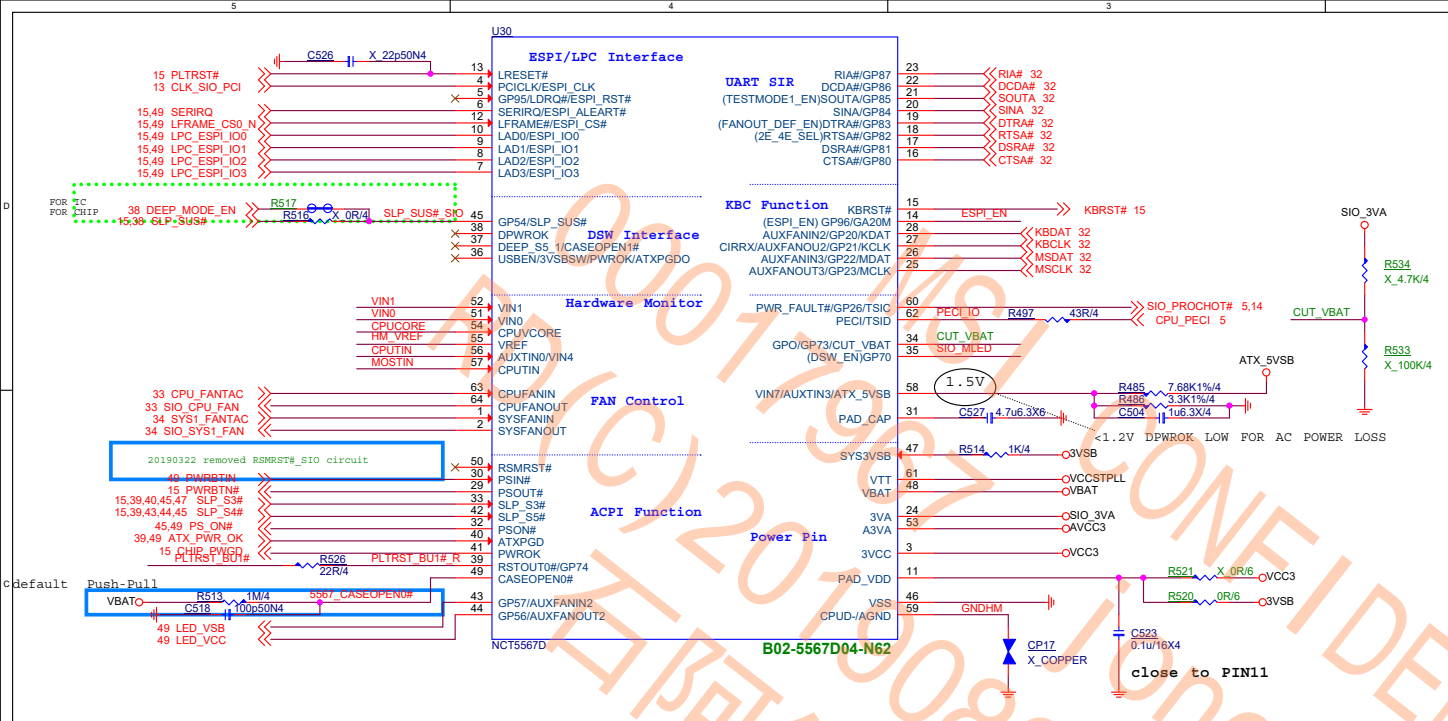 5 4 3
U30
ESPI/LPC Interface
C526 X_22p50N4
15 PLTRST# 13 LRESET#
13 CLK_SIO_PCI 4 PCICLK/ESPI_CLK
5 GP95/LDRQ#/ESPI_RST#
15,49 SERIRQ 6 SERIRQ/ESPI_ALEART#
15,49 LFRAME_CS0_N 12 LFRAME#/ESPI_CS#
15,49 LPC_ESPI_IO0 10 LAD0/ESPI_IO0
15,49 LPC_ESPI_IO1 9 LAD1/ESPI_IO1
15,49 LPC_ESPI_IO2 8 LAD2/ESPI_IO2
15,49 LPC_ESPI_IO3 7 LAD3/ESPI_IO3
UART SIR
RIA#/GP87 23 RIA# 32
DCDA#/GP86 22 DCDA# 32
(TESTMODE1_EN)SOUTA/GP85 21 SOUTA 32
SINA/GP84 20 SINA 32
(FANOUT_DEF_EN)DTRA#/GP83 19 DTRA# 32
(2E_4E_SEL)RTSA#/GP82 18 RTSA# 32
DSRA#/GP81 17 DSRA# 32
CTSA#/GP80 16 CTSA# 32
D
FOR IC
FOR CHIP
38 DEEP_MODE_EN R517
15,38 SLP_SUS# R516 X_0R/4 SLP_SUS#_SIO 45 GP54/SLP_SUS#
38 DPWROK
DSW Interface
37 DEEP_S5_1/CASEOPEN1#
36 USBEN/3VSBSW/PWROK/ATXPGDO
KBC Function
KBRST# 15 KBRST# 15
(ESPI_EN) GP96/GA20M 14 ESPI_EN
AUXFANIN2/GP20/KDAT 28 KBDAT 32
CIRRX/AUXFANOU2/GP21/KCLK 27 KBCLK 32
AUXFANIN3/GP22/MDAT 26 MSDAT 32
AUXFANOUT3/GP23/MCLK 25 MSCLK 32
SIO_3VA
R534
X_4.7K/4
CUT_VBAT
R533
X_100K/4
Hardware Monitor
VIN1 52 VIN1
VIN0 51 VIN0
CPUCORE 54 CPUVCORE
HM_VREF 55 VREF
CPUTIN 56 AUXTIN0/VIN4
MOSTIN 57 CPUTIN
PWR_FAULT#/GP26/TSIC 60 SIO_PROCHOT# 5,14
PECI/TSID 62 PECI_IO R497 43R/4 CPU_PECI 5
GPO/GP73/CUT_VBAT 34 CUT_VBAT
(DSW_EN)GP70 35 SIO_MLED
ATX_5VSB
FAN Control
33 CPU_FANTAC 63 CPUFANIN
33 SIO_CPU_FAN 64 CPUFANOUT
34 SYS1_FANTAC 1 SYSFANIN
34 SIO_SYS1_FAN 2 SYSFANOUT
VIN7/AUXTIN3/ATX_5VSB 58 1.5V R485 7.68K1%/4
R486 3.3K1%/4
PAD_CAP 31 C527 4.7u6.3X6 C504 1u6.3X/4
<1.2V DPWROK LOW FOR AC POWER LOSS
20190322 removed RSMRST#_SIO circuit
ACPI Function
50 RSMRST#
49 PWRBTIN 30 PSIN#
15 PWRBTN# 29 PSOUT#
15,39,40,45,47 SLP_S3# 33 SLP_S3#
15,39,43,44,45 SLP_S4# 42 SLP_S5#
45,49 PS_ON# 32 PSON#
39,49 ATX_PWR_OK 40 ATXPGD
15 CHIP_PWGD 41 PWROK
PLTRST_BU1# R526 22R/4 PLTRST_BU1#_R 39 RSTOUT0#/GP74
49 CASEOPEN0#
SYS3VSB 47 R514 1K/4 3VSB
VTT 61 VCCSTPLL
VBAT 48 VBAT
Power Pin
3VA 24 SIO_3VA
A3VA 53 AVCC3
3VCC 3 VCC3
PAD_VDD 11 R521 X_0R/6 VCC3
R520 0R/6 3VSB
VSS 46
CPUD-/AGND 59 GNDHM
C default Push-Pull
VBAT R513 1M/4 5567_CASEOPEN0#
C518 100p50N4
43 GP57/AUXFANIN2
44 GP56/AUXFANOUT2
49 LED_VSB
49 LED_VCC
NCT5567D
B02-5567D04-N62
CP17
X_COPPER
C523
0.1u/16X4
close to PIN11
MSI CONFIDE
00017967